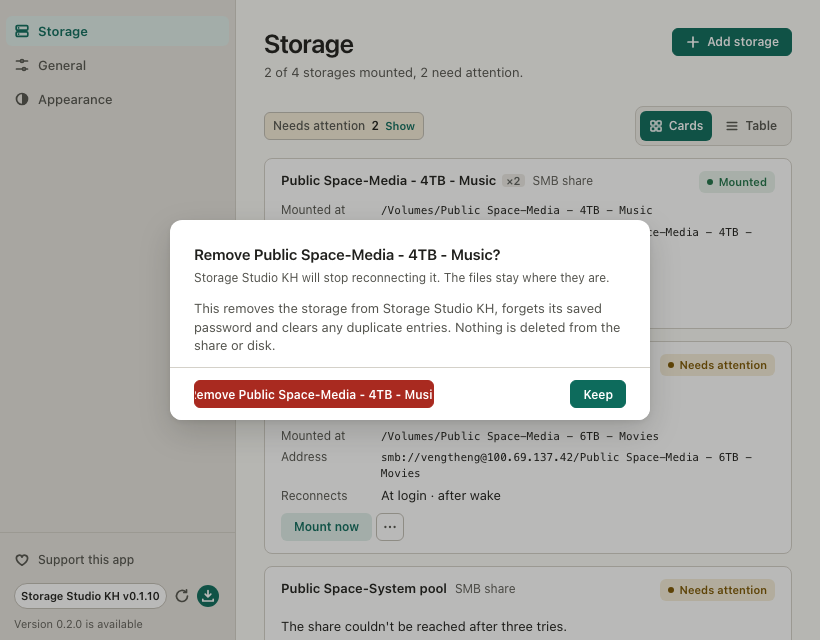 Storage
General
Appearance
Support this app
Storage Studio KH v0.1.10
Version 0.2.0 is available
Storage
2 of 4 storages mounted, 2 need attention.
Add storage
Needs attention 2 Show
Cards
Table
Public Space-Media - 4TB - Music ×2 SMB share
Mounted
Mounted at /Volumes/Public Space-Media - 4TB - Music
- 4TB -
Remove Public Space-Media - 4TB - Music?
Storage Studio KH will stop reconnecting it. The files stay where they are.
This removes the storage from Storage Studio KH, forgets its saved
password and clears any duplicate entries. Nothing is deleted from the
share or disk.
emove Public Space-Media - 4TB - Musi
Keep
Needs attention
Mounted at /Volumes/Public Space-Media - 6TB - Movies
Address smb://vengtheng@100.69.137.42/Public Space-Media - 6TB -
Movies
Reconnects At login · after wake
Mount now
Public Space-System pool SMB share
Needs attention
The share couldn't be reached after three tries.